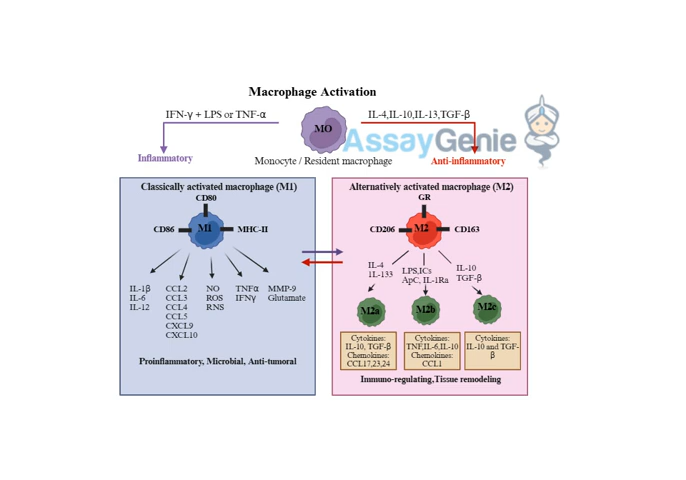 Macrophage Activation
IFN-γ + LPS or TNF-α
IL-4,IL-10,IL-13,TGF-β
MO
AssayGenie
Inflammatory
Monocyte / Resident macrophage
Anti-inflammatory
Classically activated macrophage (M1)
CD80
CD86
M1
MHC-II
IL-1β
IL-6
IL-12
CCL2
CCL3
CCL4
CCL5
CXCL9
CXCL10
NO
ROS
RNS
TNFα
IFNγ
MMP-9
Glutamate
Proinflammatory, Microbial, Anti-tumoral
Alternatively activated macrophage (M2)
GR
CD206
M2
CD163
IL-4
1L-133
LPS,ICs
ApC, IL-1Ra
IL-10
TGF-β
M2a
M2b
M2c
Cytokines:
IL-10, TGF-β
Chemokines:
CCL17,23,24
Cytokines:
TNF,IL-6,IL-10
Chemokines:
CCL1
Cytokines:
IL-10 and TGF-
β
Immuno-regulating,Tissue remodeling